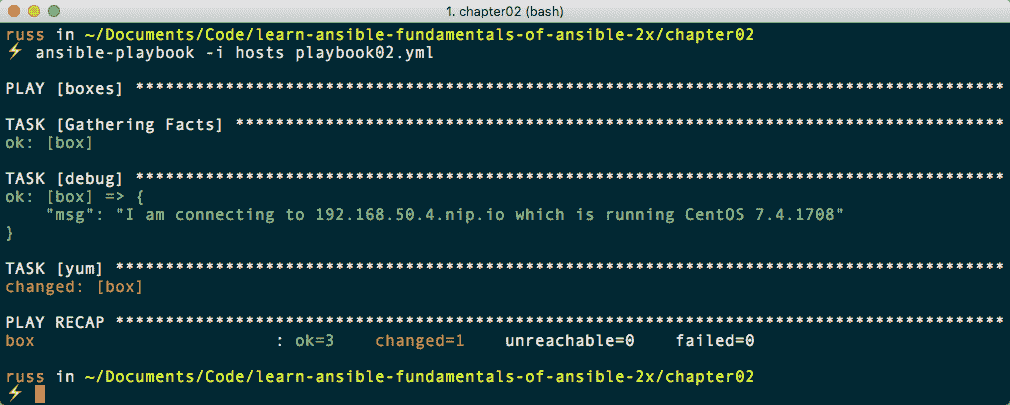 1. chapter02 (bash)
russ in ~/Documents/Code/learn-ansible-fundamentals-of-ansible-2x/chapter02
⚡ ansible-playbook -i hosts playbook02.yml
PLAY [boxes] ***************************************************************************************
TASK [Gathering Facts] *****************************************************************************
ok: [box]
TASK [debug] ***************************************************************************************
ok: [box] => {
"msg": "I am connecting to 192.168.50.4.nip.io which is running CentOS 7.4.1708"
}
TASK [yum] *****************************************************************************************
changed: [box]
PLAY RECAP *****************************************************************************************
box : ok=3 changed=1 unreachable=0 failed=0
russ in ~/Documents/Code/learn-ansible-fundamentals-of-ansible-2x/chapter02
⚡